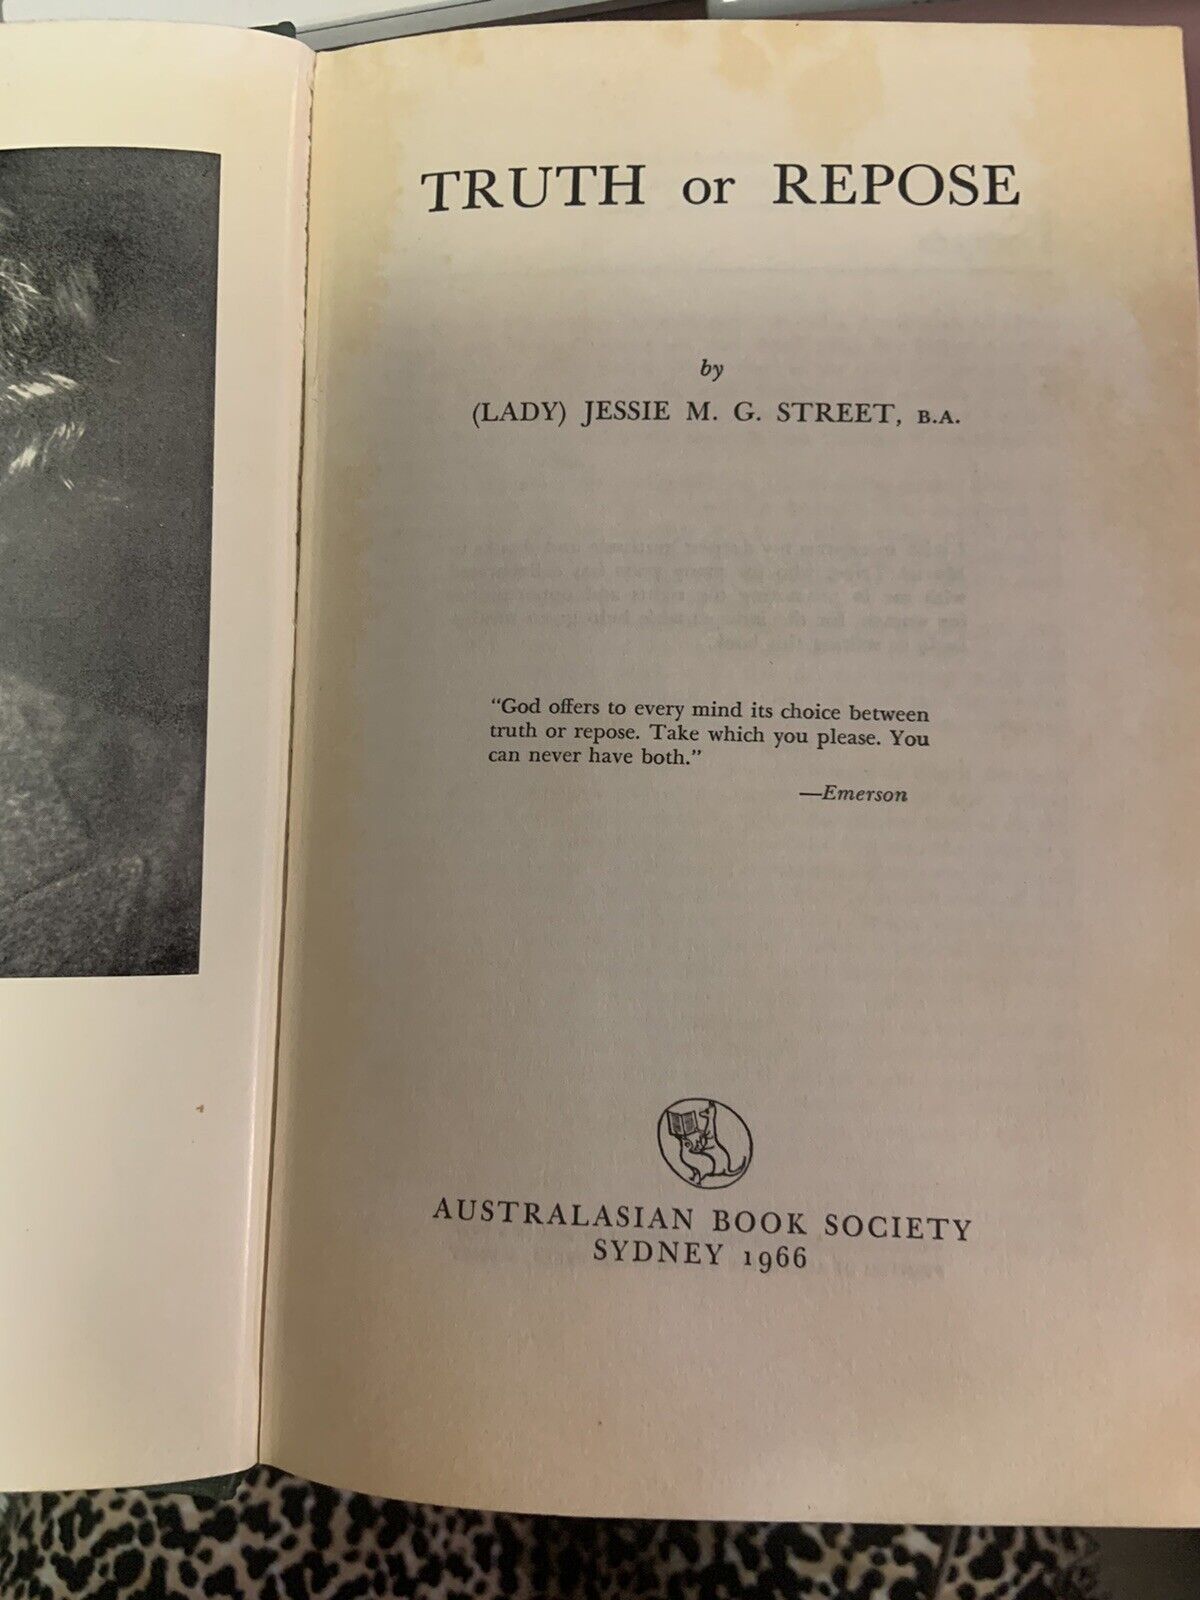 TRUTH or REPOSE
by
(LADY) JESSIE M. G. STREET, B.A.
"God offers to every mind its choice between
truth or repose. Take which you please. You
can never have both."
—Emerson
AUSTRALASIAN BOOK SOCIETY
SYDNEY 1966